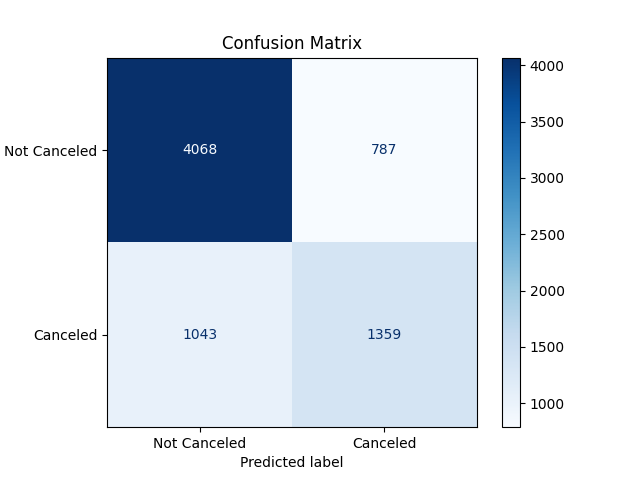 Confusion Matrix
Not Canceled
4068
787
Canceled
1043
1359
Not Canceled
Canceled
Predicted label
4000
3500
3000
2500
2000
1500
1000